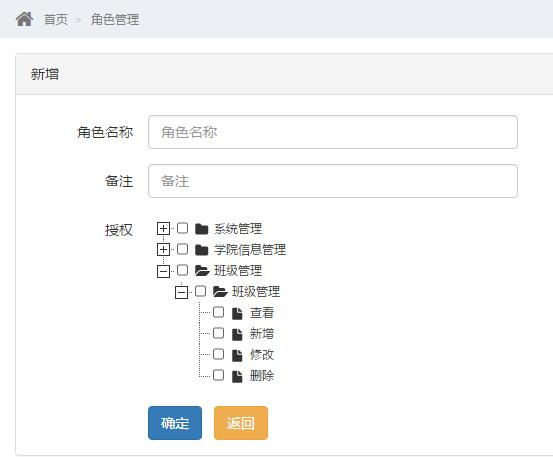 首页 > 角色管理
新增
角色名称 角色名称
备注 备注
授权 系统管理
学院信息管理
班级管理
班级管理
查看
新增
修改
删除
确定 返回